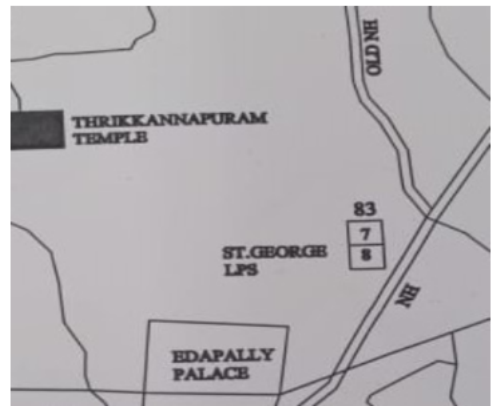 OLD NH
THRIKKANNAPURAM
TEMPLE
83
7
8
ST.GEORGE
LPS
NH
EDAPALLY
PALACE